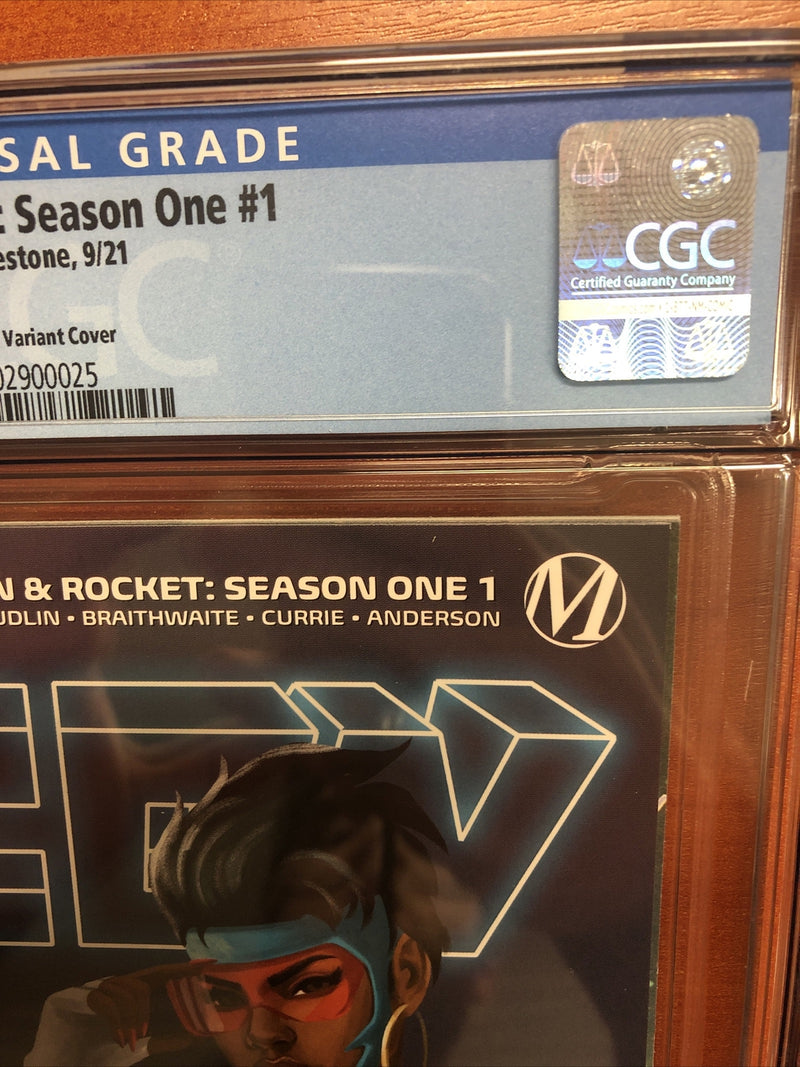 SAL GRADE
: Season One #1
estone, 9/21
Variant Cover
02900025
CGC
CGC
Certified Guaranty Company
N & ROCKET: SEASON ONE 1
UDLIN • BRAITHWAITE • CURRIE • ANDERSON
M